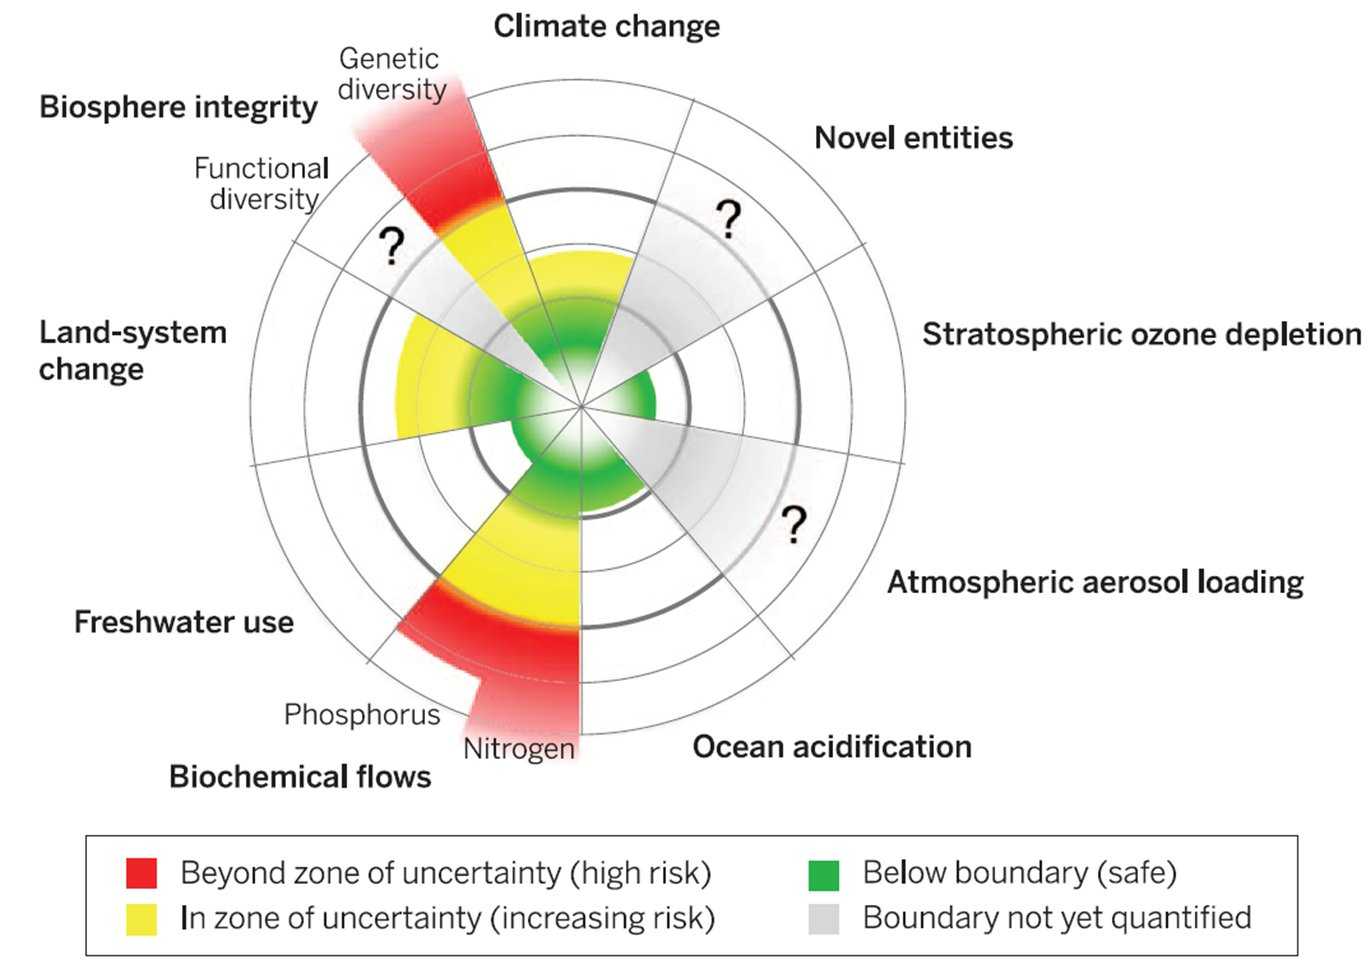 Climate change
Genetic
diversity
Biosphere integrity
Novel entities
Functional
diversity
?
?
Land-system
change
Stratospheric ozone depletion
?
Atmospheric aerosol loading
Freshwater use
Phosphorus
Nitrogen
Ocean acidification
Biochemical flows
Beyond zone of uncertainty (high risk)
Below boundary (safe)
In zone of uncertainty (increasing risk)
Boundary not yet quantified